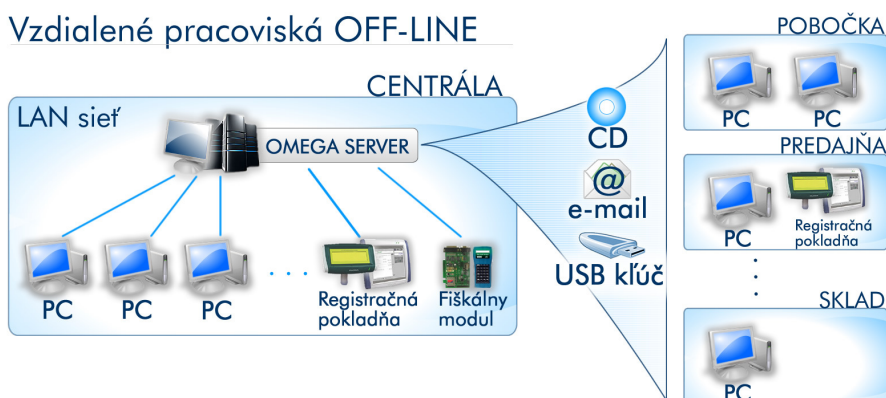 Vzdialené pracoviská OFF-LINE
CENTRÁLA
LAN sieť
OMEGA SERVER
PC
PC
PC
Registračná
pokladňa
Fiškálny
modul
CD
@
e-mail
USB kľúč
POBOČKA
PC
PC
PREDAJŇA
PC
Registračná
pokladňa
SKLAD
PC